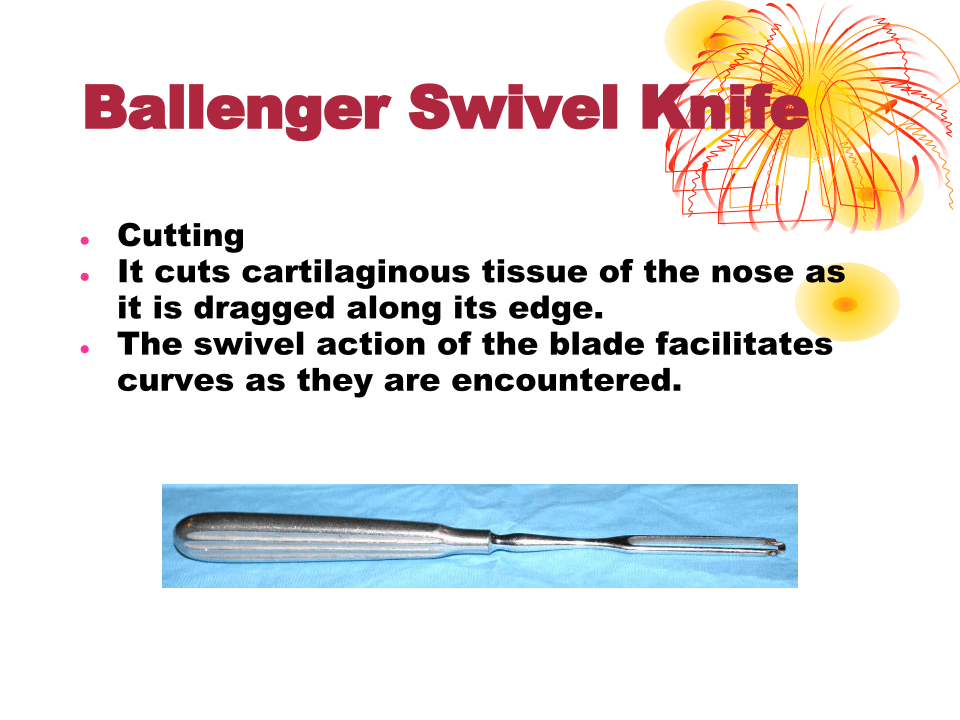 Ballenger Swivel Knife
Cutting
It cuts cartilaginous tissue of the nose as
it is dragged along its edge.
The swivel action of the blade facilitates
curves as they are encountered.